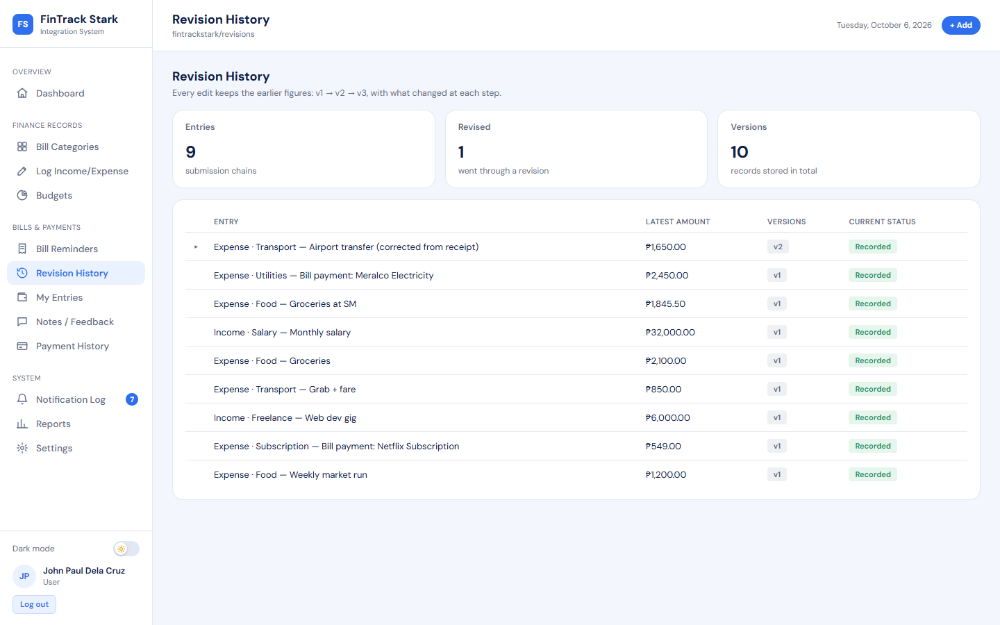 FS
FinTrack Stark
Integration System
OVERVIEW
Dashboard
FINANCE RECORDS
Bill Categories
Log Income/Expense
Budgets
BILLS & PAYMENTS
Bill Reminders
Revision History
My Entries
Notes / Feedback
Payment History
SYSTEM
Notification Log 7
Reports
Settings
Dark mode
JP
John Paul Dela Cruz
User
Log out
Revision History
fintrackstark/revisions
Tuesday, October 6, 2026
+ Add
Revision History
Every edit keeps the earlier figures: v1 → v2 → v3, with what changed at each step.
Entries
9
submission chains
Revised
1
went through a revision
Versions
10
records stored in total
ENTRY LATEST AMOUNT VERSIONS CURRENT STATUS
▸ Expense · Transport — Airport transfer (corrected from receipt) ₱1,650.00 v2 Recorded
Expense · Utilities — Bill payment: Meralco Electricity ₱2,450.00 v1 Recorded
Expense · Food — Groceries at SM ₱1,845.50 v1 Recorded
Income · Salary — Monthly salary ₱32,000.00 v1 Recorded
Expense · Food — Groceries ₱2,100.00 v1 Recorded
Expense · Transport — Grab + fare ₱850.00 v1 Recorded
Income · Freelance — Web dev gig ₱6,000.00 v1 Recorded
Expense · Subscription — Bill payment: Netflix Subscription ₱549.00 v1 Recorded
Expense · Food — Weekly market run ₱1,200.00 v1 Recorded